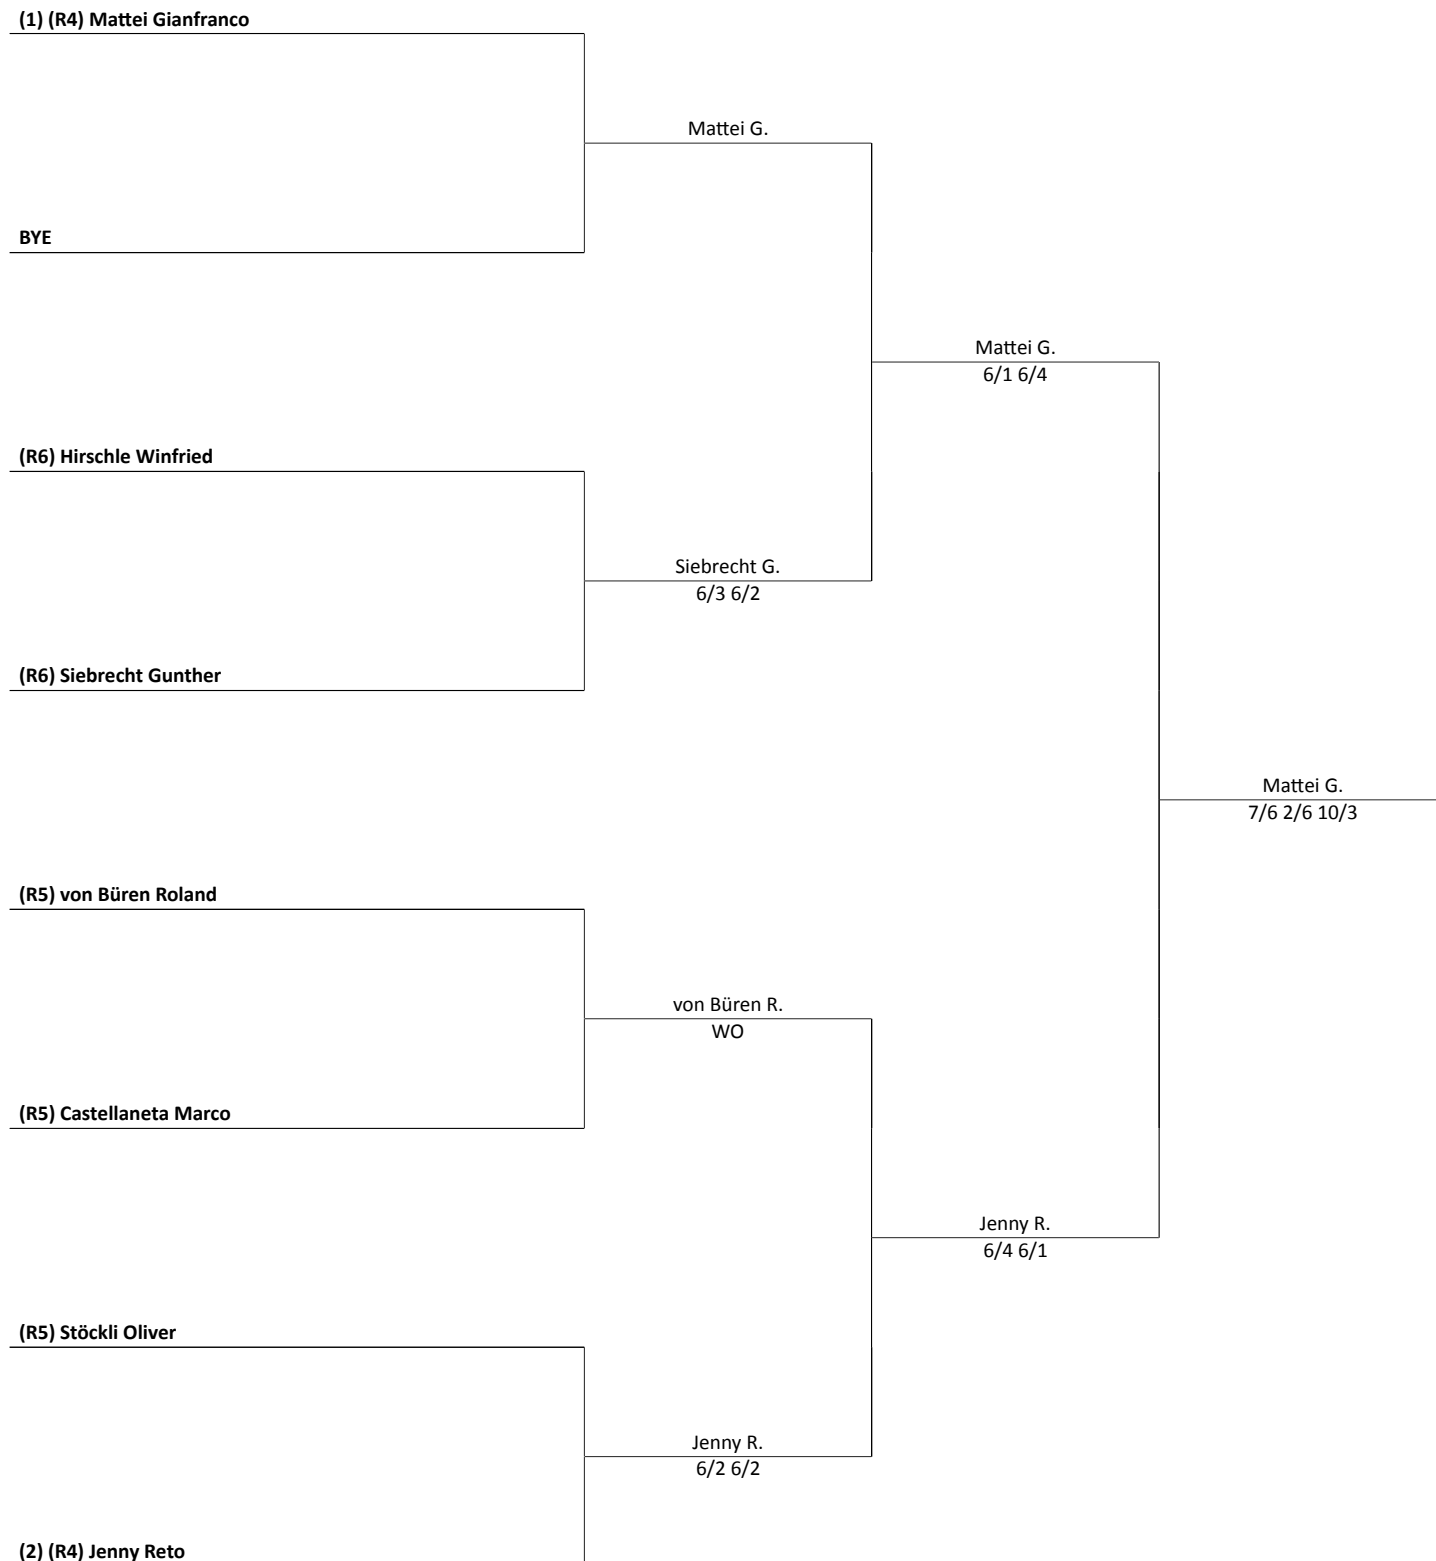 (1) (R4) Mattei Gianfranco
Mattei G.
BYE
Mattei G.
6/1 6/4
(R6) Hirschle Winfried
Siebrecht G.
6/3 6/2
(R6) Siebrecht Gunther
Mattei G.
7/6 2/6 10/3
(R5) von Büren Roland
von Büren R.
WO
(R5) Castellaneta Marco
Jenny R.
6/4 6/1
(R5) Stöckli Oliver
Jenny R.
6/2 6/2
(2) (R4) Jenny Reto